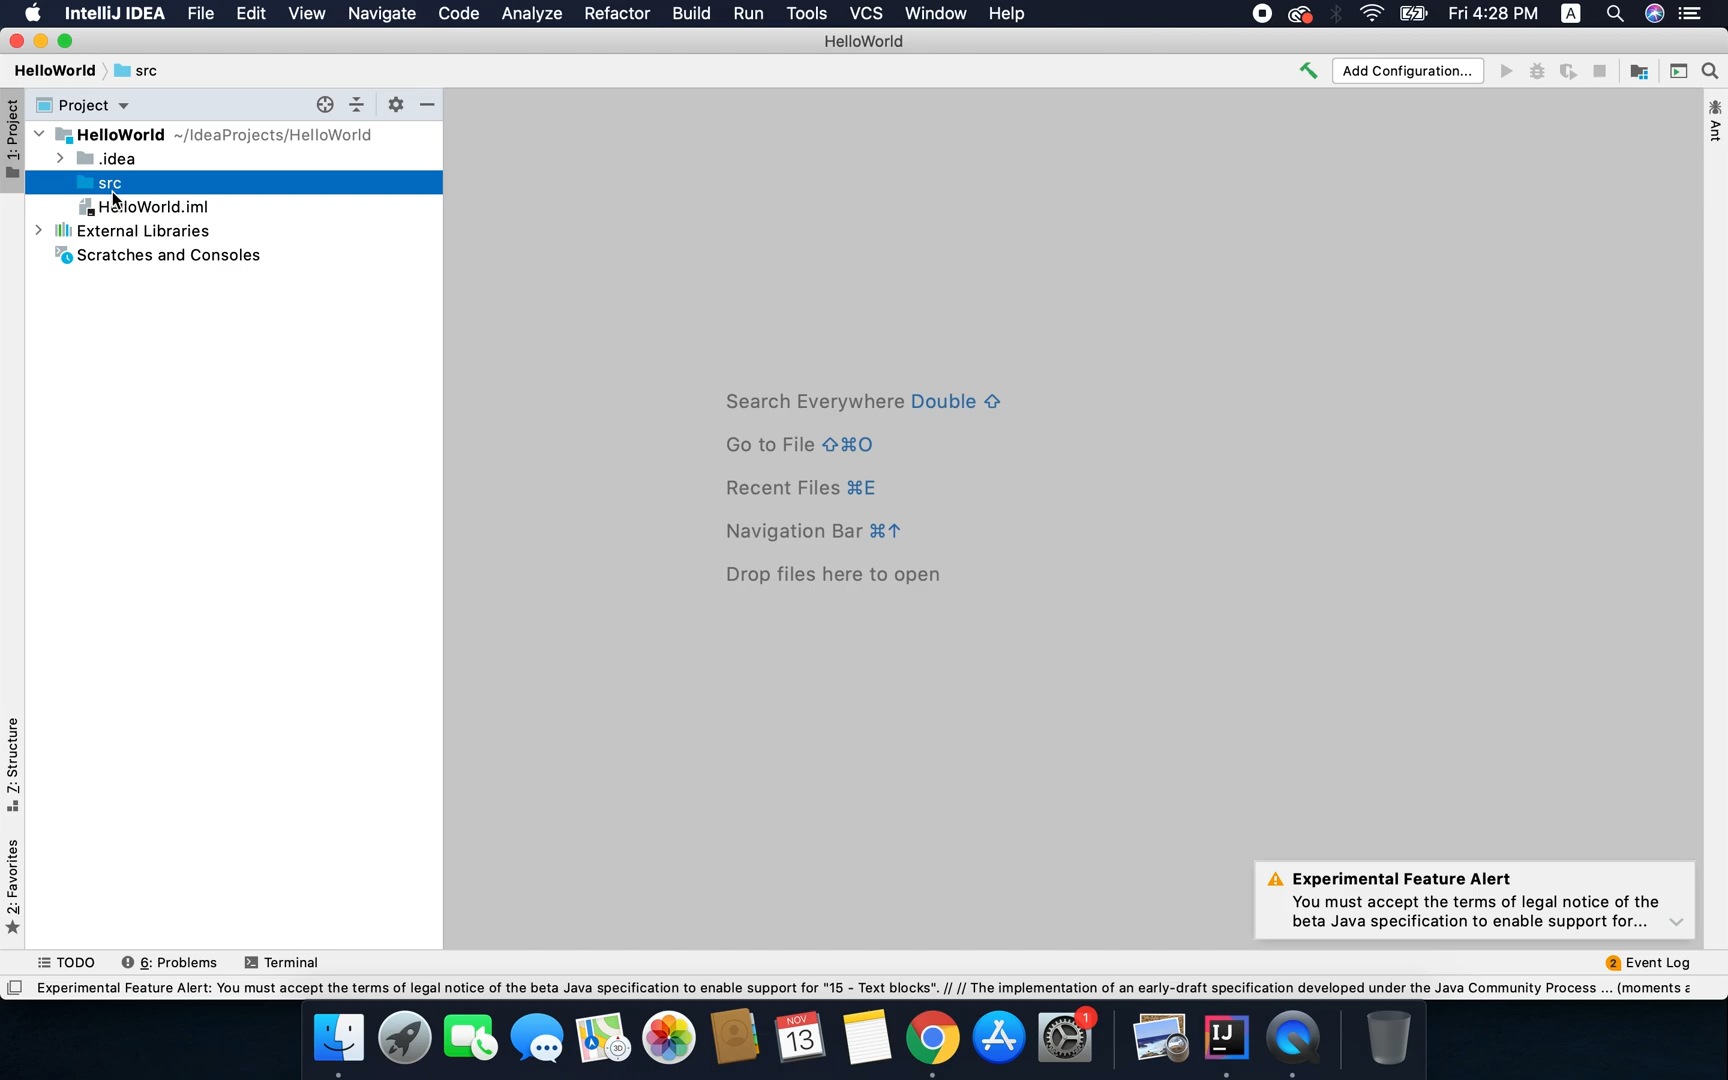 IntelliJ IDEA File Edit View Navigate Code Analyze Refactor Build Run Tools VCS Window Help Fri 4:28 PM A
HelloWorld
HelloWorld src Add Configuration...
1: Project
Project
HelloWorld ~/IdeaProjects/HelloWorld
.idea
src
HelloWorld.iml
External Libraries
Scratches and Consoles
Ant
Search Everywhere Double ⇧
Go to File ⇧⌘O
Recent Files ⌘E
Navigation Bar ⌘↑
Drop files here to open
7: Structure
2: Favorites
Experimental Feature Alert
You must accept the terms of legal notice of the
beta Java specification to enable support for...
TODO 6: Problems Terminal 2 Event Log
Experimental Feature Alert: You must accept the terms of legal notice of the beta Java specification to enable support for "15 - Text blocks". // // The implementation of an early-draft specification developed under the Java Community Process ... (moments a
3D
NOV
13
1
IJ